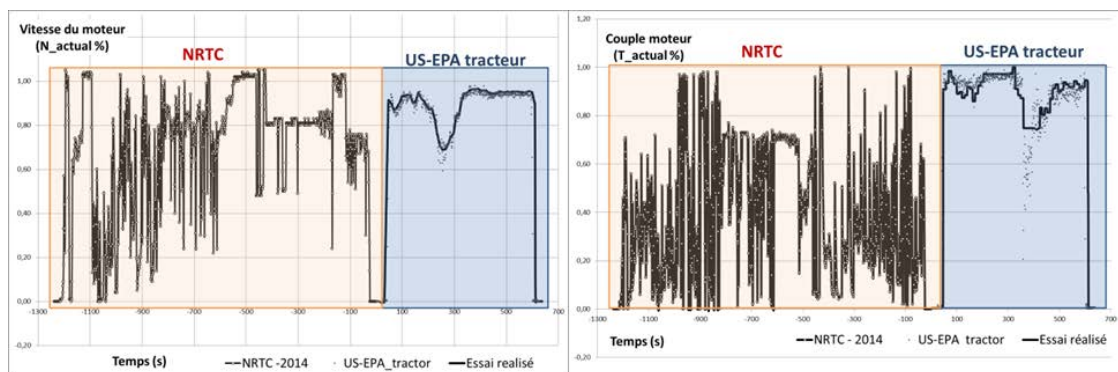 Vitesse du moteur
(N_actual %)
NRTC
US-EPA tracteur
1,00
0,80
0,60
0,40
0,20
0,00
-1300 -1100 -900 -700 -500 -300 -100 100 300 500 700
-0,20
Temps (s)
NRTC -2014 US-EPA_tractor Essai realisé
1,20
Couple moteur
(T_actual %)
NRTC
US-EPA tracteur
1,00
0,80
0,60
0,40
0,20
0,00
-1300 -1100 -900 -700 -500 -300 -100 100 300 500 700
-0,20
Temps (s)
NRTC - 2014 US-EPA tractor Essai réalisé